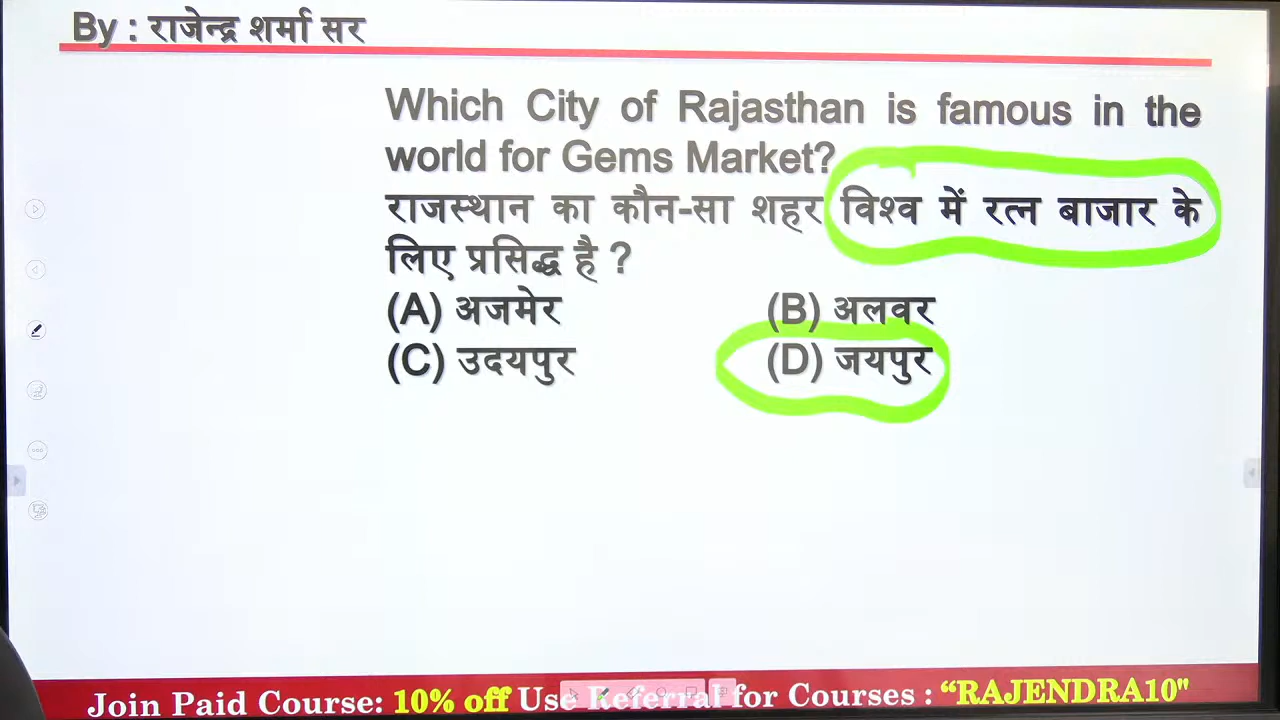 By : राजेन्द्र शर्मा सर
Which City of Rajasthan is famous in the
world for Gems Market?
राजस्थान का कौन-सा शहर विश्व में रत्न बाजार के
लिए प्रसिद्ध है ?
(A) अजमेर (B) अलवर
(C) उदयपुर (D) जयपुर
Join Paid Course: 10% off Use Referral for Courses : “RAJENDRA10"